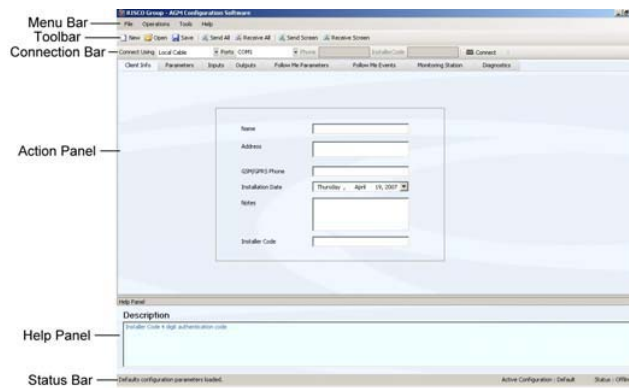 RISCO Group - AGM Configuration Software
Menu Bar
File Operations Tools Help
Toolbar
New Open Save Send All Receive All Send Screen Receive Screen
Connection Bar
Connect Using Local Cable Ports COM1 Phone InstallerCode Connect
Client Info Parameters Inputs Outputs Follow Me Parameters Follow Me Events Monitoring Station Diagnostics
Name
Action Panel
Address
GSM/GPRS Phone
Installation Date Thursday , April 19, 2007
Notes
Installer Code
Help Panel
Description
Installer Code 4 digit authentication code
Help Panel
Status Bar
Defaults configuration parameters loaded. Active Configuration : Default Status : Offline